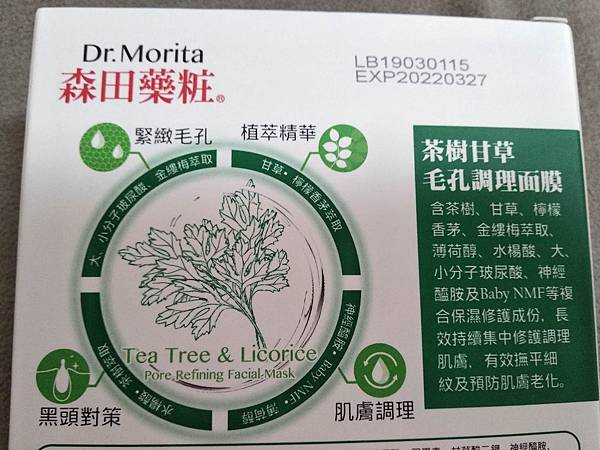 Dr.Morita
森田藥粧®
LB19030115
EXP20220327
緊緻毛孔
植萃精華
大、小分子玻尿酸、金縷梅萃取
甘草•檸檬香茅萃取
茶樹甘草
毛孔調理面膜
含茶樹、甘草、檸檬
香茅、金縷梅萃取、
薄荷醇、水楊酸、大、
小分子玻尿酸、神經
醯胺及Baby NMF等複
合保濕修護成份、長
效持續集中修護調理
肌膚，有效撫平細
紋及預防肌膚老化。
Tea Tree & Licorice
Pore Refining Facial Mask
水楊酸•茶樹萃取
神經醯胺•Baby NMF•薄荷醇
黑頭對策
肌膚調理